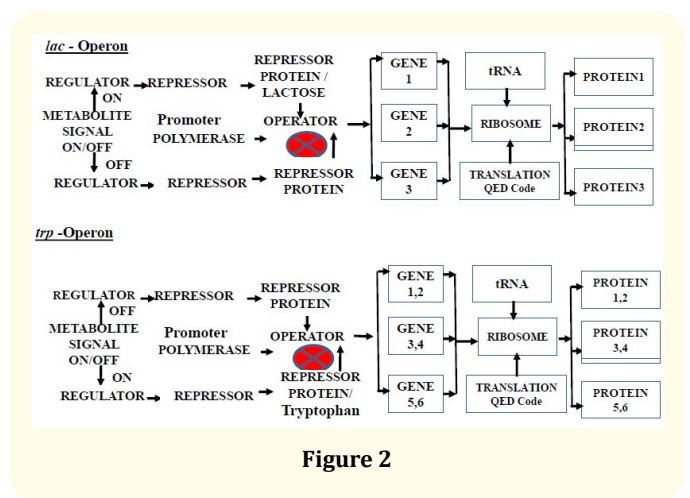 lac - Operon
REPRESSOR
PROTEIN /
LACTOSE
REGULATOR
REPRESSOR
ON
METABOLITE
SIGNAL
ON/OFF
OFF
REGULATOR
REPRESSOR
Promoter
POLYMERASE
OPERATOR
REPRESSOR
PROTEIN
GENE
1
GENE
2
GENE
3
tRNA
RIBOSOME
TRANSLATION
QED Code
PROTEIN1
PROTEIN2
PROTEIN3
trp -Operon
REPRESSOR
PROTEIN
REGULATOR
REPRESSOR
OFF
METABOLITE
SIGNAL
ON/OFF
ON
REGULATOR
REPRESSOR
Promoter
POLYMERASE
OPERATOR
REPRESSOR
PROTEIN/
Tryptophan
GENE
1,2
GENE
3,4
GENE
5,6
tRNA
RIBOSOME
TRANSLATION
QED Code
PROTEIN
1,2
PROTEIN
3,4
PROTEIN
5,6
Figure 2